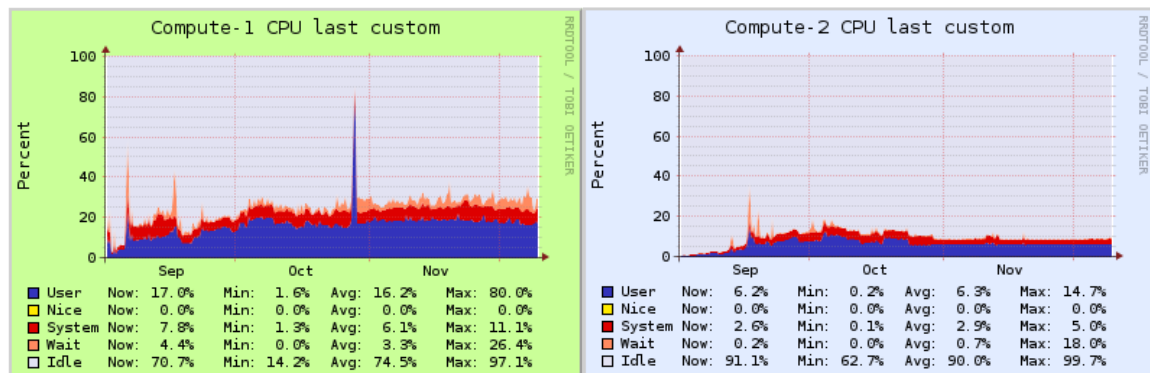 Compute-1 CPU last custom
RRDTOOL / TOBI OETIKER
Percent
100
80
60
40
20
0
Sep Oct Nov
User Now: 17.0% Min: 1.6% Avg: 16.2% Max: 80.0%
Nice Now: 0.0% Min: 0.0% Avg: 0.0% Max: 0.0%
System Now: 7.8% Min: 1.3% Avg: 6.1% Max: 11.1%
Wait Now: 4.4% Min: 0.0% Avg: 3.3% Max: 26.4%
Idle Now: 70.7% Min: 14.2% Avg: 74.5% Max: 97.1%
Compute-2 CPU last custom
RRDTOOL / TOBI OETIKER
Percent
100
80
60
40
20
0
Sep Oct Nov
User Now: 6.2% Min: 0.2% Avg: 6.3% Max: 14.7%
Nice Now: 0.0% Min: 0.0% Avg: 0.0% Max: 0.0%
System Now: 2.6% Min: 0.1% Avg: 2.9% Max: 5.0%
Wait Now: 0.2% Min: 0.0% Avg: 0.7% Max: 18.0%
Idle Now: 91.1% Min: 62.7% Avg: 90.0% Max: 99.7%